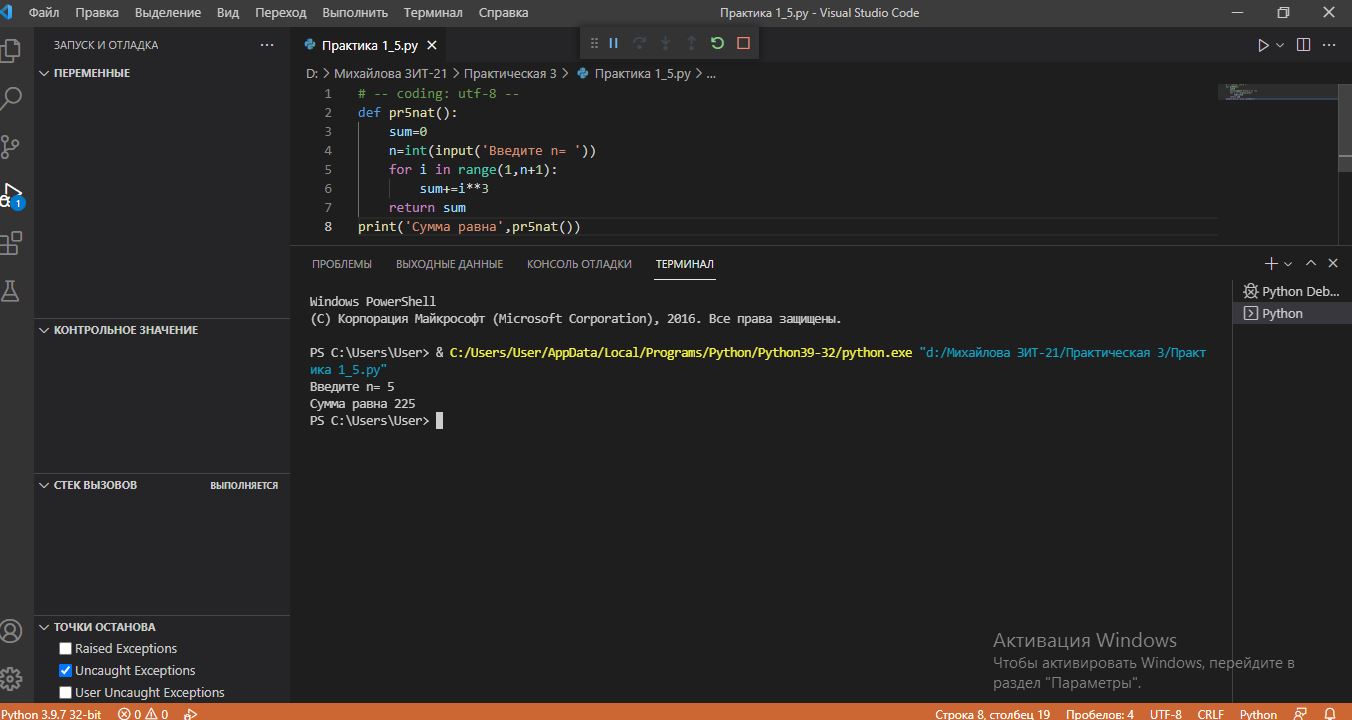 Файл Правка Выделение Вид Переход Выполнить Терминал Справка Практика 1_5.py - Visual Studio Code
ЗАПУСК И ОТЛАДКА ···
Практика 1_5.py
D: > Михайлова ЗИТ-21 > Практическая 3 > Практика 1_5.py > ...
ПЕРЕМЕННЫЕ
1 # -- coding: utf-8 --
2 def pr5nat():
3 sum=0
4 n=int(input('Введите n= '))
5 for i in range(1,n+1):
6 sum+=i**3
7 return sum
8 print('Сумма равна',pr5nat())
1
ПРОБЛЕМЫ ВЫХОДНЫЕ ДАННЫЕ КОНСОЛЬ ОТЛАДКИ ТЕРМИНАЛ
Windows PowerShell
(C) Корпорация Майкрософт (Microsoft Corporation), 2016. Все права защищены.
PS C:\Users\User> & C:/Users/User/AppData/Local/Programs/Python/Python39-32/python.exe "d:/Михайлова ЗИТ-21/Практическая 3/Практ
ика 1_5.py"
Введите n= 5
Сумма равна 225
PS C:\Users\User>
Python Deb...
Python
КОНТРОЛЬНОЕ ЗНАЧЕНИЕ
СТЕК ВЫЗОВОВ ВЫПОЛНЯЕТСЯ
ТОЧКИ ОСТАНОВА
Raised Exceptions
Uncaught Exceptions
User Uncaught Exceptions
Активация Windows
Чтобы активировать Windows, перейдите в
раздел "Параметры".
Python 3.9.7 32-bit 0 0 Строка 8, столбец 19 Пробелов: 4 UTF-8 CRLF Python